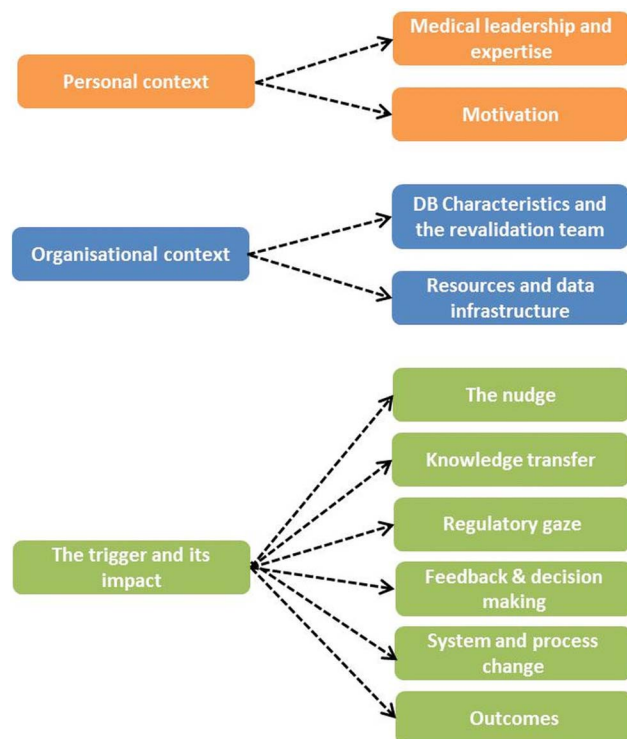 Personal context
Medical leadership and
expertise
Motivation
Organisational context
DB Characteristics and
the revalidation team
Resources and data
infrastructure
The trigger and its
impact
The nudge
Knowledge transfer
Regulatory gaze
Feedback & decision
making
System and process
change
Outcomes